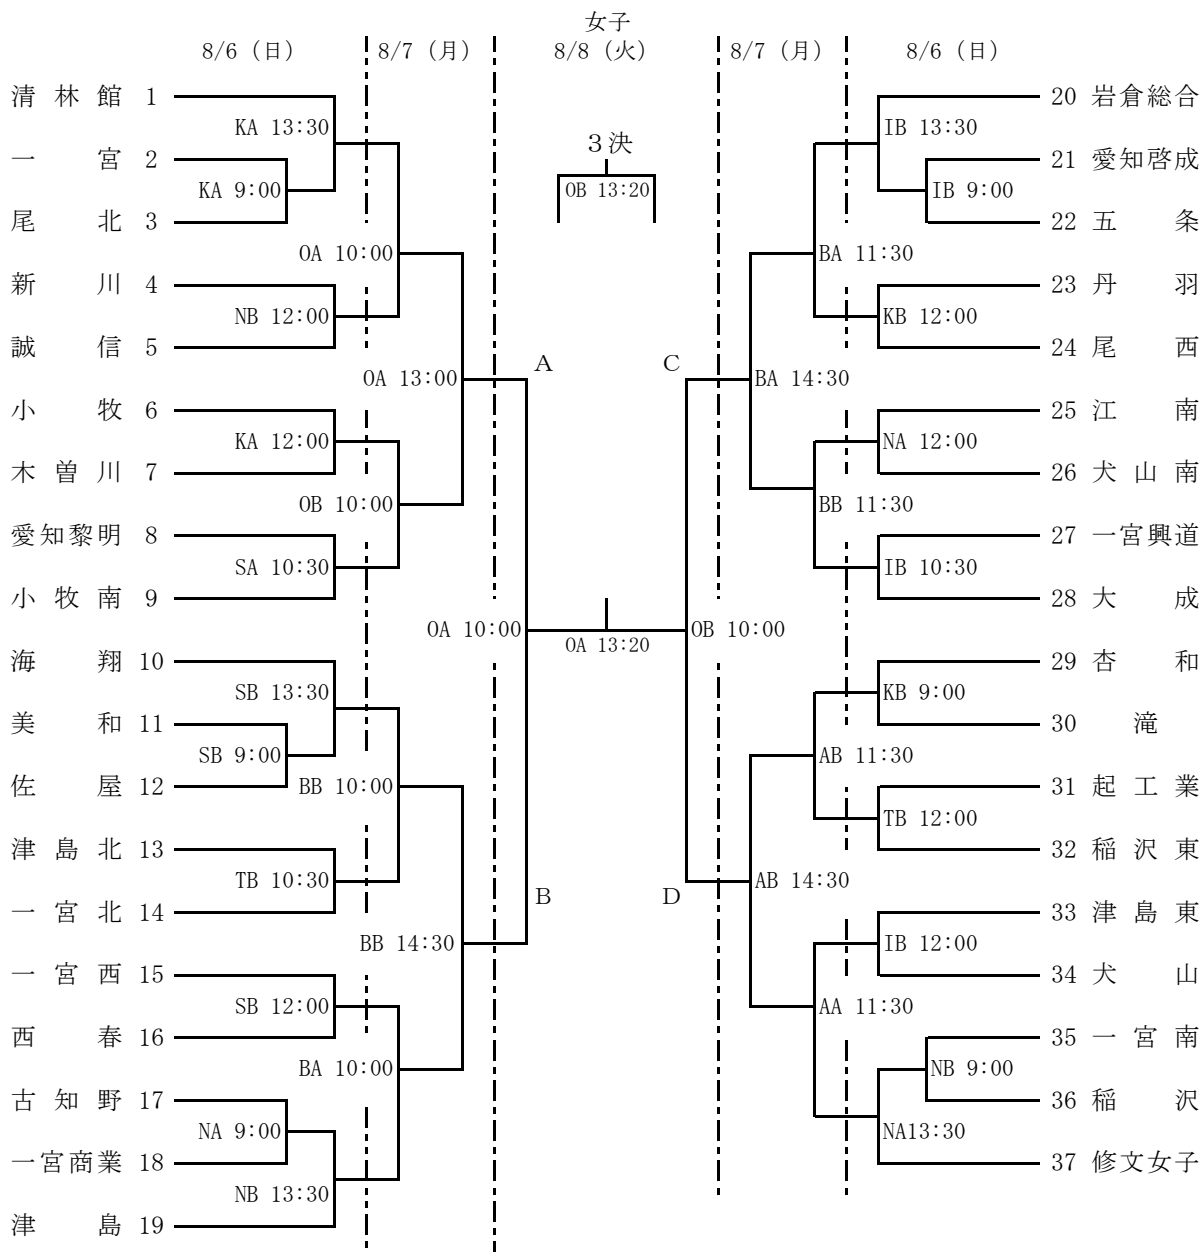 女子
8/6（日） 8/7（月） 8/8（火） 8/7（月） 8/6（日）
清林館 1 20 岩倉総合
KA 13:30 IB 13:30
３決
一宮 2 21 愛知啓成
KA 9:00 OB 13:20 IB 9:00
尾北 3 22 五条
OA 10:00 BA 11:30
新川 4 23 丹羽
NB 12:00 KB 12:00
誠信 5 24 尾西
A C
OA 13:00 BA 14:30
小牧 6 25 江南
KA 12:00 NA 12:00
木曽川 7 26 犬山南
OB 10:00 BB 11:30
愛知黎明 8 27 一宮興道
SA 10:30 IB 10:30
小牧南 9 28 大成
OA 10:00 OB 10:00
OA 13:20
海翔 10 29 杏和
SB 13:30 KB 9:00
美和 11 30 滝
SB 9:00 AB 11:30
佐屋 12 31 起工業
BB 10:00
TB 12:00
津島北 13 32 稲沢東
TB 10:30 AB 14:30
B D
一宮北 14 33 津島東
BB 14:30 IB 12:00
一宮西 15 34 犬山
SB 12:00 AA 11:30
西春 16 35 一宮南
BA 10:00 NB 9:00
古知野 17 36 稲沢
NA 9:00 NA13:30
一宮商業 18 37 修文女子
NB 13:30
津島 19